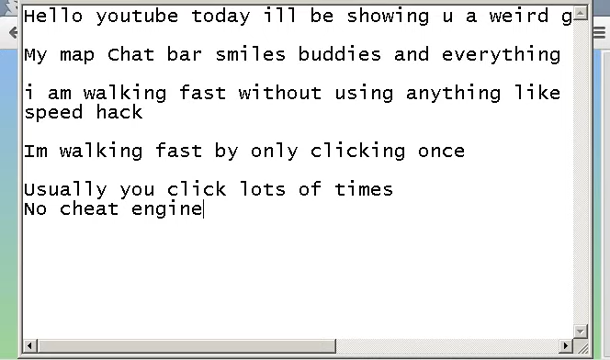 Hello youtube today ill be showing u a weird g
My map Chat bar smiles buddies and everything
i am walking fast without using anything like
speed hack
Im walking fast by only clicking once
Usually you click lots of times
No cheat engine